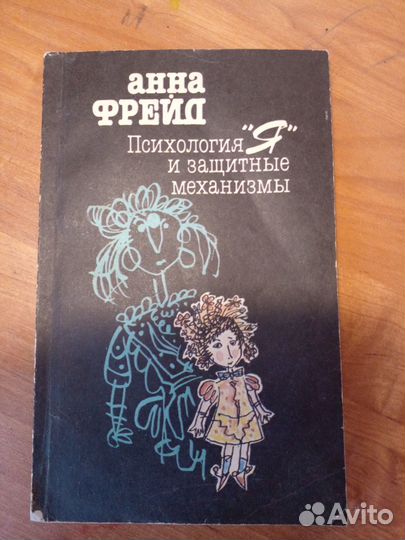 анна
ФРЕЙД
Психология "Я"
и защитные
механизмы
Avito